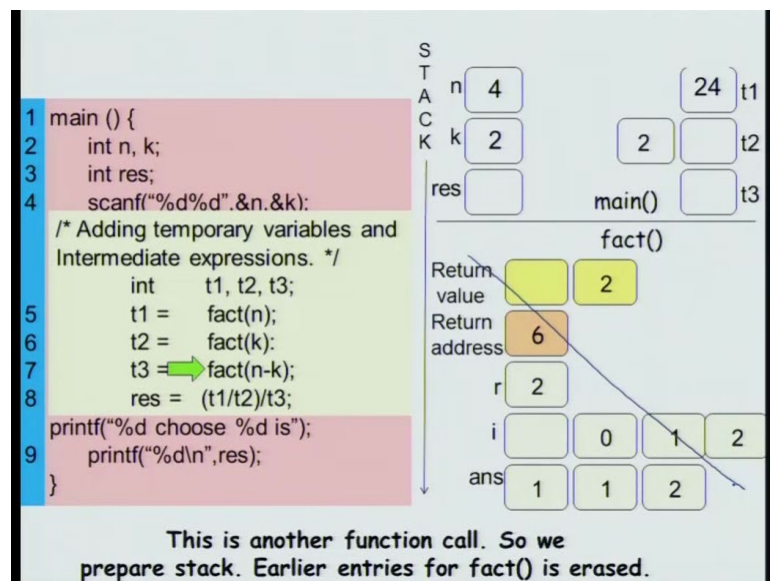 1 main () {
2 int n, k;
3 int res;
4 scanf("%d%d",&n,&k);
/* Adding temporary variables and
Intermediate expressions. */
int t1, t2, t3;
5 t1 = fact(n);
6 t2 = fact(k);
7 t3 = fact(n-k);
8 res = (t1/t2)/t3;
printf("%d choose %d is");
9 printf("%d\n",res);
}
STACK
n 4 24 t1
k 2 2 t2
res main() t3
fact()
Return
value 2
Return
address 6
r 2
i 0 1 2
ans 1 1 2
This is another function call. So we
prepare stack. Earlier entries for fact() is erased.